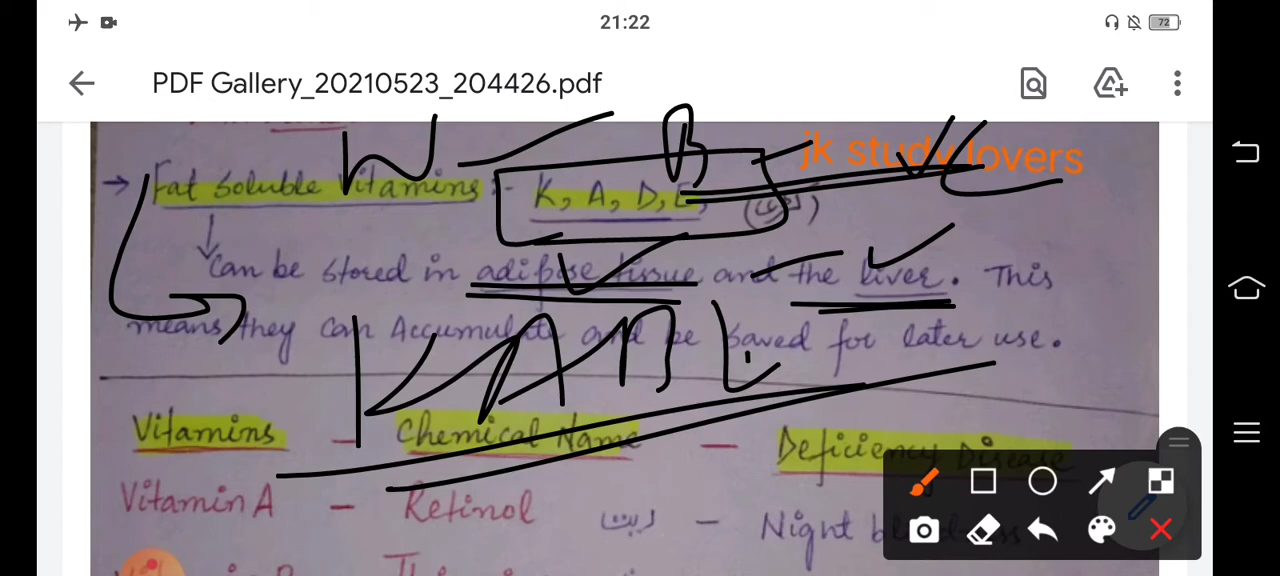 21:22
72
PDF Gallery_20210523_204426.pdf
W B C
jk study lovers
→ Fat Soluble Vitamins :- K, A, D, E,
Can be stored in adipose tissue and the liver. This
means they can Accumulate and be saved for later use.
Vitamins — Chemical Name — Deficiency Disease
Vitamin A — Retinol — Night